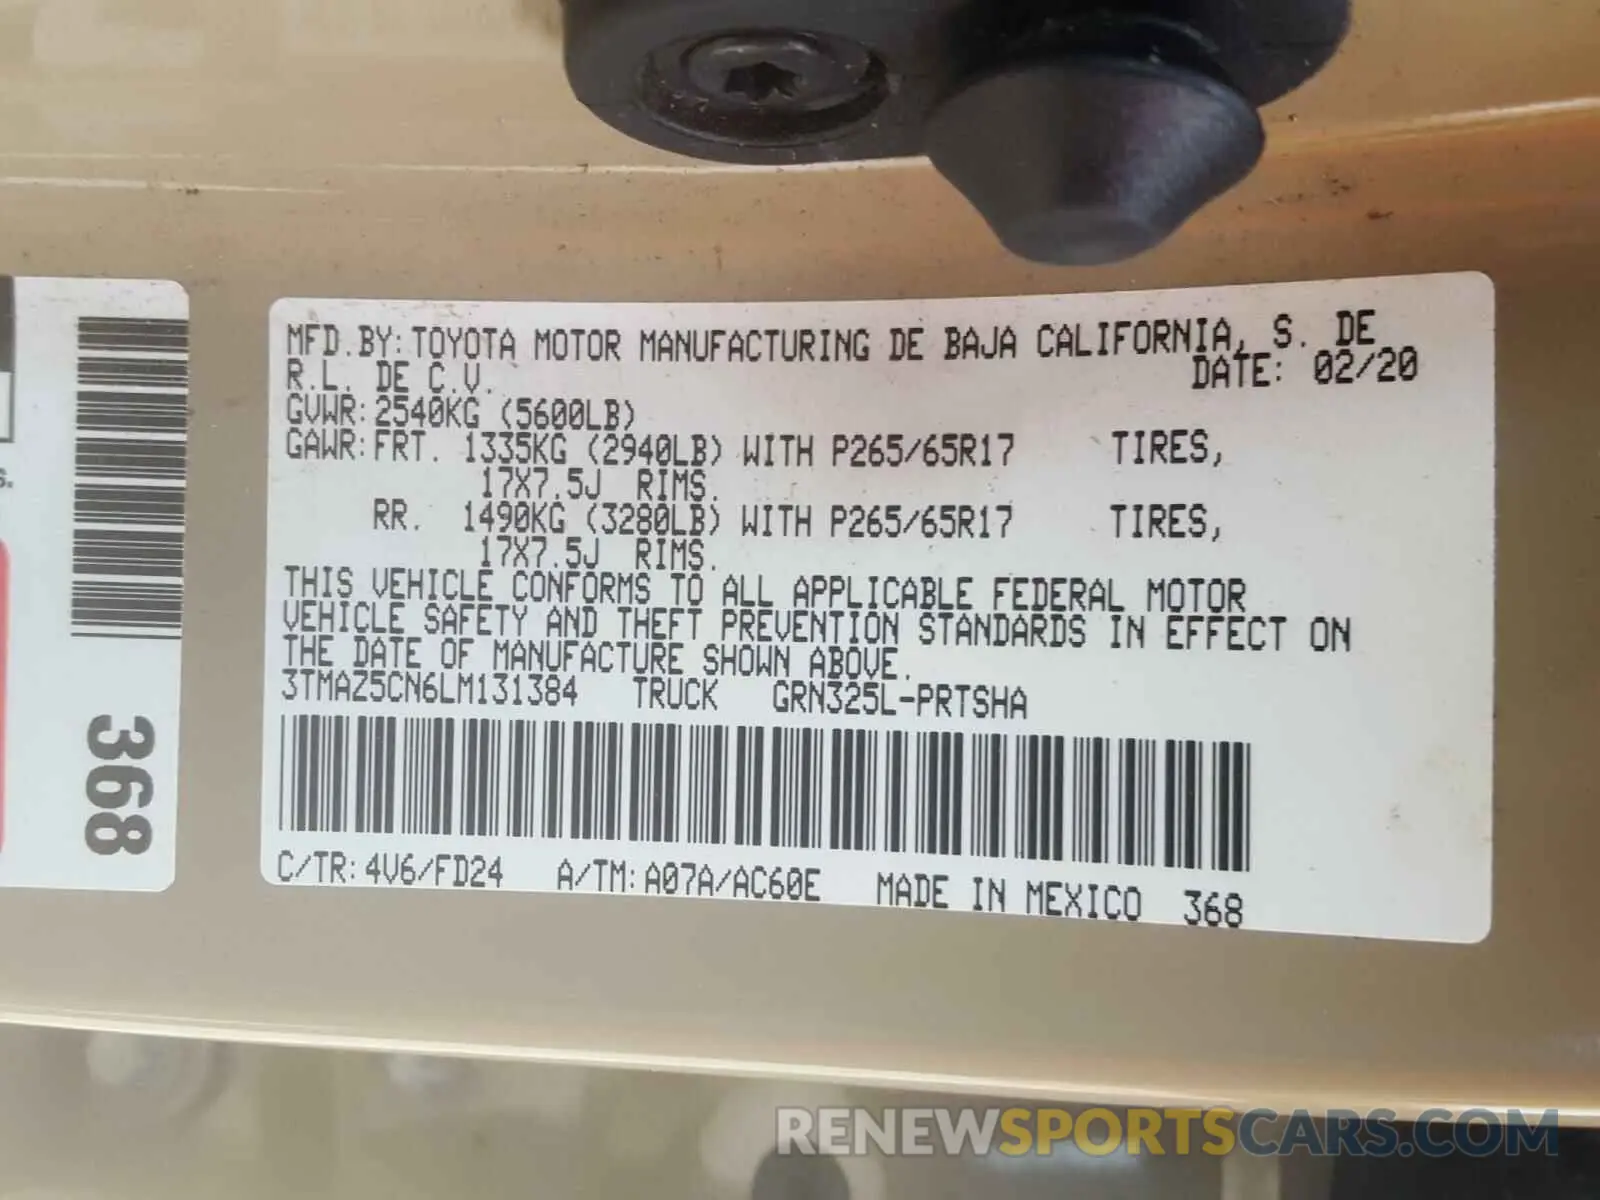 MFD.BY:TOYOTA MOTOR MANUFACTURING DE BAJA CALIFORNIA, S. DE
R.L. DE C.V. DATE: 02/20
GVWR:2540KG (5600LB)
GAWR:FRT. 1335KG (2940LB) WITH P265/65R17 TIRES,
17X7.5J RIMS.
RR. 1490KG (3280LB) WITH P265/65R17 TIRES,
17X7.5J RIMS.
THIS VEHICLE CONFORMS TO ALL APPLICABLE FEDERAL MOTOR
VEHICLE SAFETY AND THEFT PREVENTION STANDARDS IN EFFECT ON
THE DATE OF MANUFACTURE SHOWN ABOVE.
3TMAZ5CN6LM131384 TRUCK GRN325L-PRTSHA
C/TR:4V6/FD24 A/TM:A07A/AC60E MADE IN MEXICO 368
368
RENEWSPORTSCARS.COM